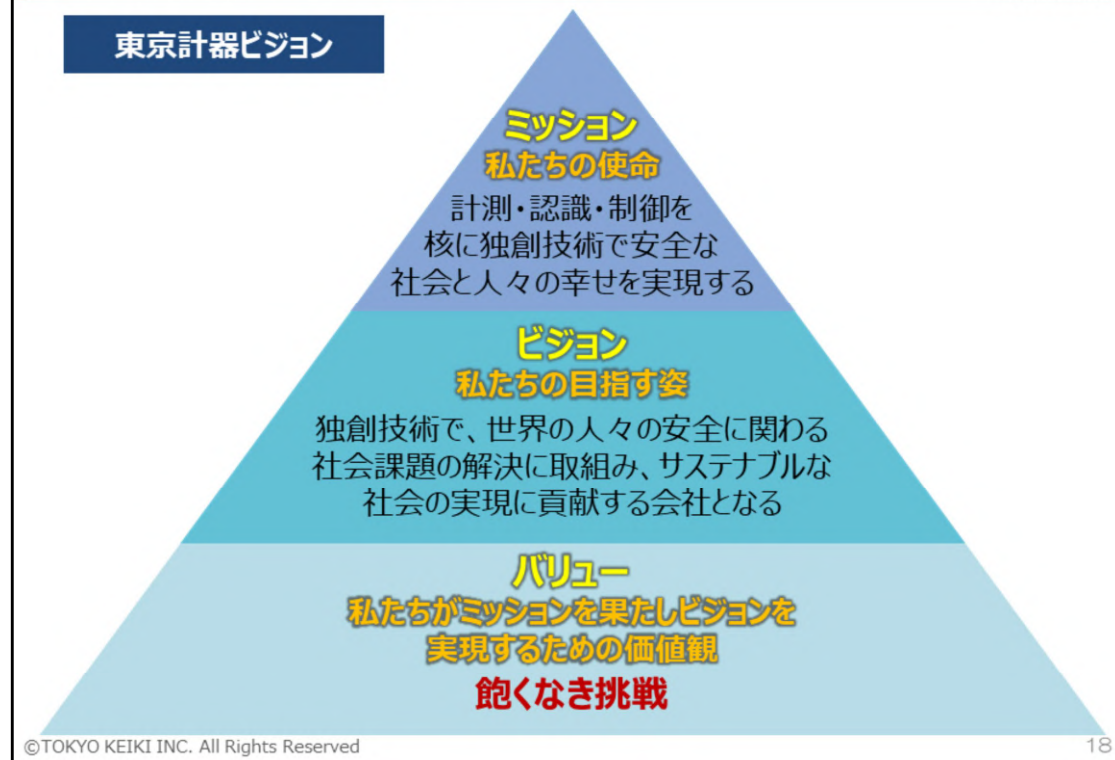 東京計器ビジョン
ミッション
私たちの使命
計測・認識・制御を
核に独創技術で安全な
社会と人々の幸せを実現する
ビジョン
私たちの目指す姿
独創技術で、世界の人々の安全に関わる
社会課題の解決に取組み、サステナブルな
社会の実現に貢献する会社となる
バリュー
私たちがミッションを果たしビジョンを
実現するための価値観
飽くなき挑戦
©TOKYO KEIKI INC. All Rights Reserved
18